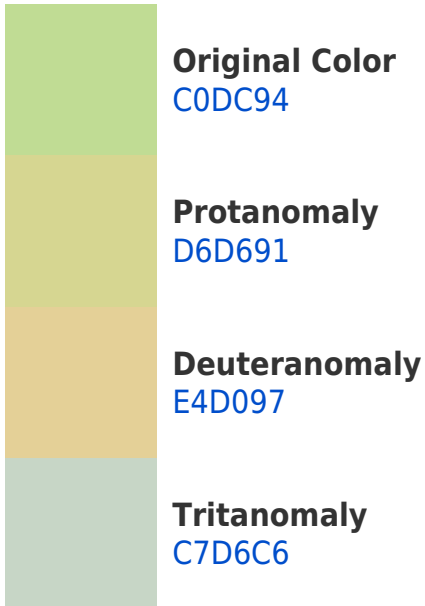 Original Color
C0DC94
Protanomaly
D6D691
Deuteranomaly
E4D097
Tritanomaly
C7D6C6